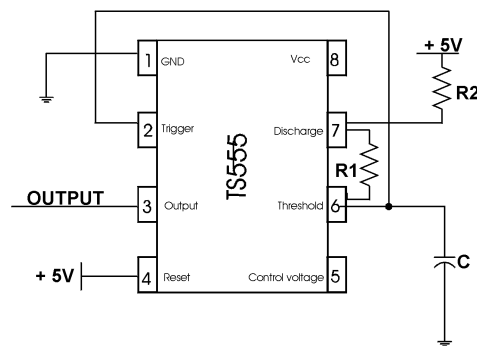 1
GND
Vcc
8
+ 5V
R2
2
Trigger
Discharge
7
TS555
R1
OUTPUT
3
Output
Threshold
6
+ 5V
4
Reset
Control voltage
5
C